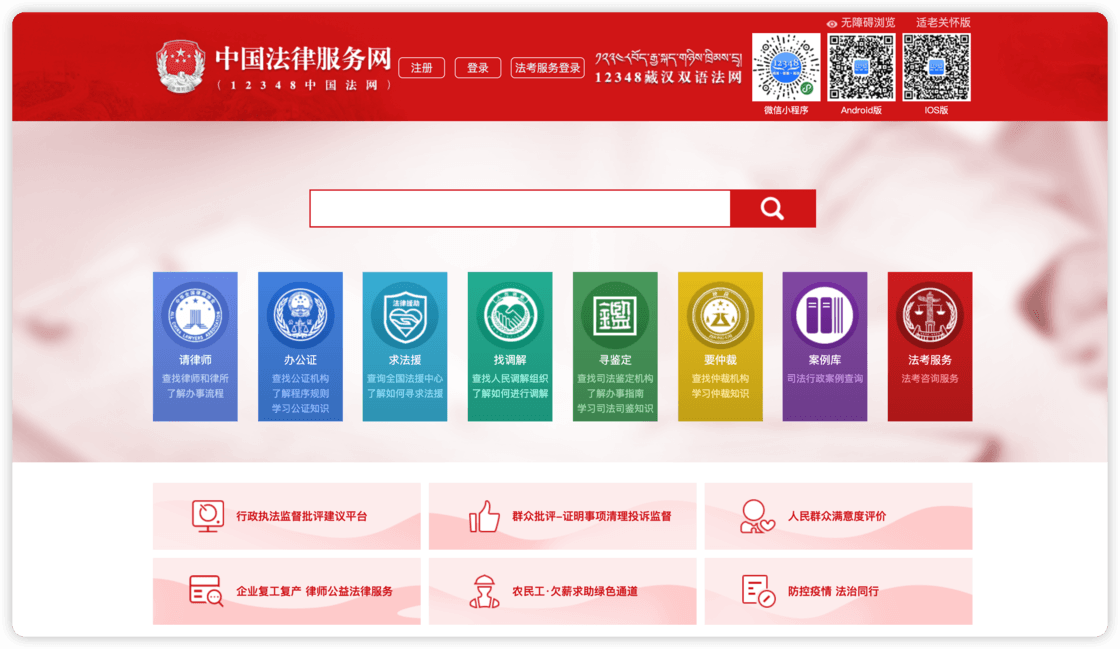 无障碍浏览 适老关怀版
中国法律服务网
(12348中国法网)
注册 登录 法考服务登录
༡༢༣༤༨བོད་རྒྱ་སྐད་གཉིས་ཁྲིམས་དྲ།
12348藏汉双语法网
12348
微信小程序 Android版 IOS版
法律援助
请律师
查找律师和律所
了解办事流程
办公证
查找公证机构
了解程序规则
学习公证知识
求法援
查询全国法援中心
了解如何寻求法援
找调解
查找人民调解组织
了解如何进行调解
寻鉴定
查找司法鉴定机构
了解办事指南
学习司法司鉴知识
要仲裁
查找仲裁机构
学习仲裁知识
案例库
司法行政案例查询
法考服务
法考咨询服务
行政执法监督批评建议平台
群众批评-证明事项清理投诉监督
人民群众满意度评价
企业复工复产 律师公益法律服务
农民工·欠薪求助绿色通道
防控疫情 法治同行